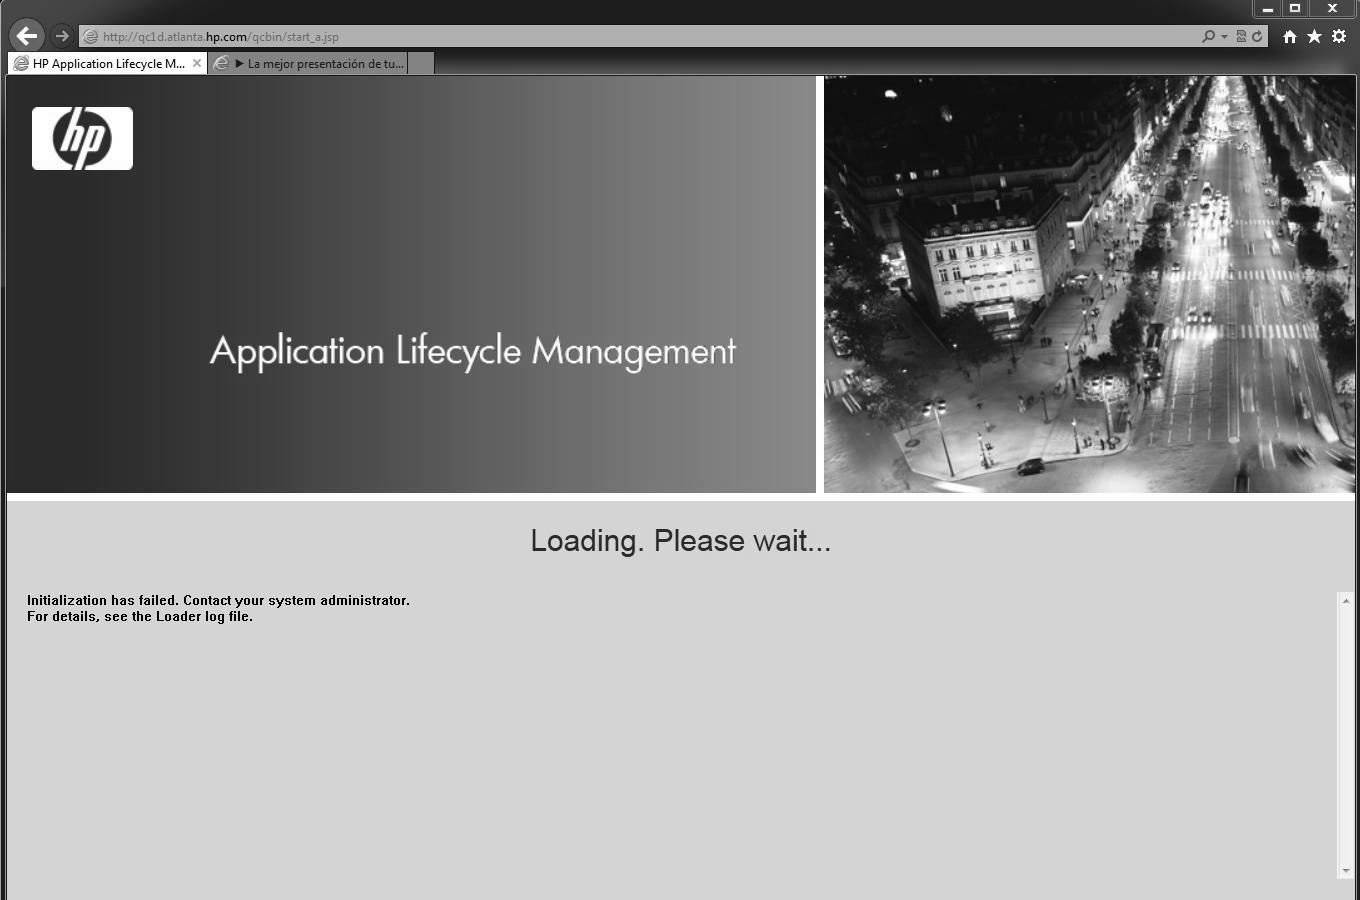 http://qc1d.atlanta.hp.com/qcbin/start_a.jsp
HP Application Lifecycle M...
▶ La mejor presentación de tu...
hp
Application Lifecycle Management
Loading. Please wait...
Initialization has failed. Contact your system administrator.
For details, see the Loader log file.